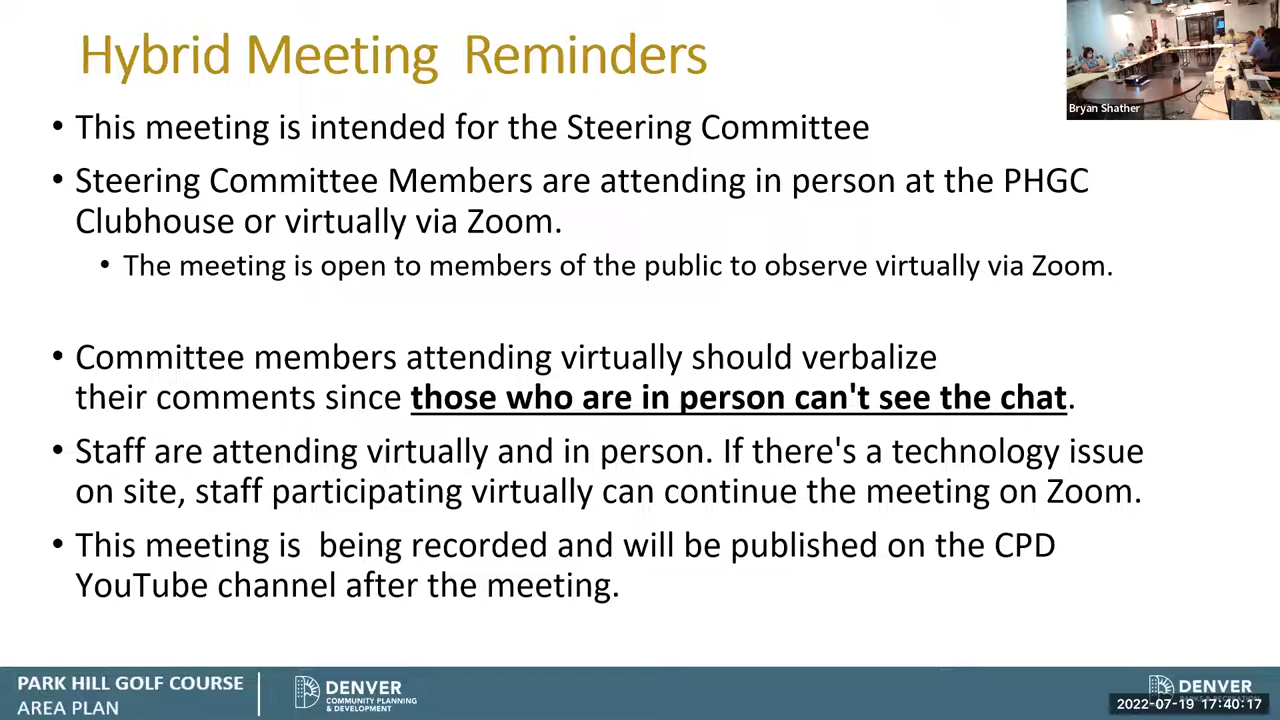 Hybrid Meeting  Reminders
Bryan Shather
• This meeting is intended for the Steering Committee
• Steering Committee Members are attending in person at the PHGC
Clubhouse or virtually via Zoom.
• The meeting is open to members of the public to observe virtually via Zoom.
• Committee members attending virtually should verbalize
their comments since those who are in person can't see the chat.
• Staff are attending virtually and in person. If there's a technology issue
on site, staff participating virtually can continue the meeting on Zoom.
• This meeting is  being recorded and will be published on the CPD
YouTube channel after the meeting.
PARK HILL GOLF COURSE
AREA PLAN
DENVER
COMMUNITY PLANNING
& DEVELOPMENT
DENVER
2022-07-19 17:40:17